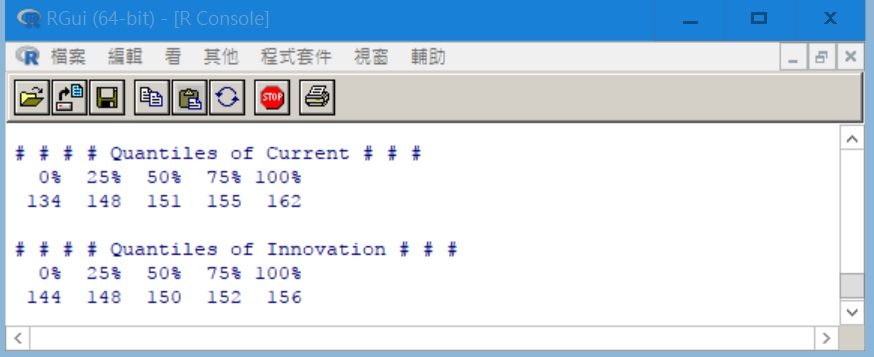 RGui (64-bit) - [R Console]
檔案 編輯 看 其他 程式套件 視窗 輔助
STOP
# # # # Quantiles of Current # # #
0% 25% 50% 75% 100%
134 148 151 155 162
# # # # Quantiles of Innovation # # #
0% 25% 50% 75% 100%
144 148 150 152 156